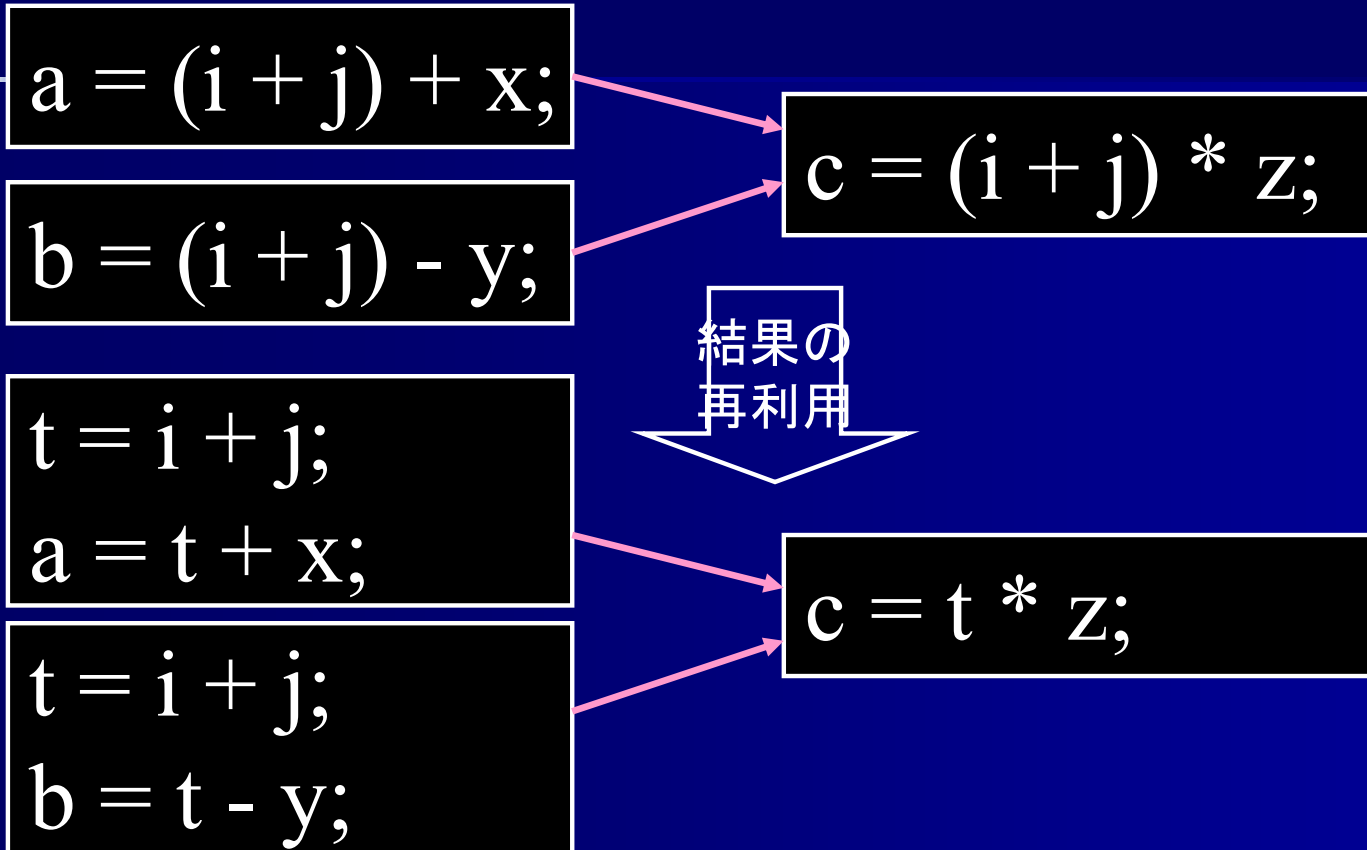 a = (i + j) + x;
b = (i + j) - y;
c = (i + j) * z;
結果の
再利用
t = i + j;
a = t + x;
t = i + j;
b = t - y;
c = t * z;